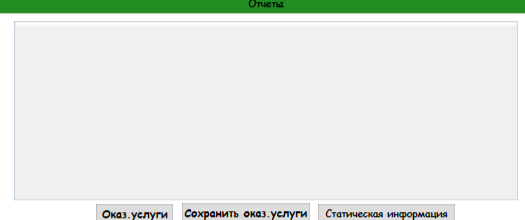 Отчеты
Оказ.услуги Сохранить оказ.услуги Статическая информация